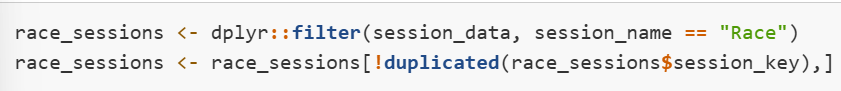 race_sessions <- dplyr::filter(session_data, session_name == "Race")
race_sessions <- race_sessions[!duplicated(race_sessions$session_key),]